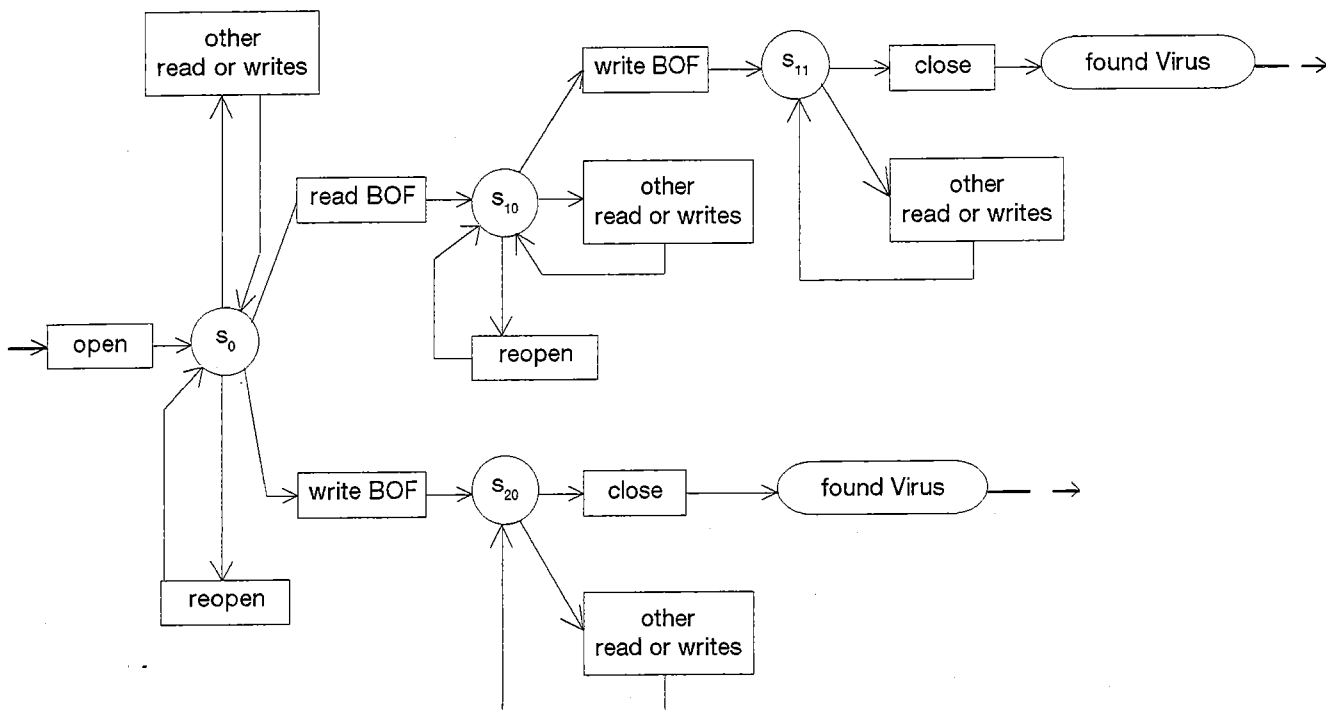 other
read or writes
write BOF
s11
close
found Virus
read BOF
s10
other
read or writes
other
read or writes
open
s0
reopen
write BOF
s20
close
found Virus
reopen
other
read or writes